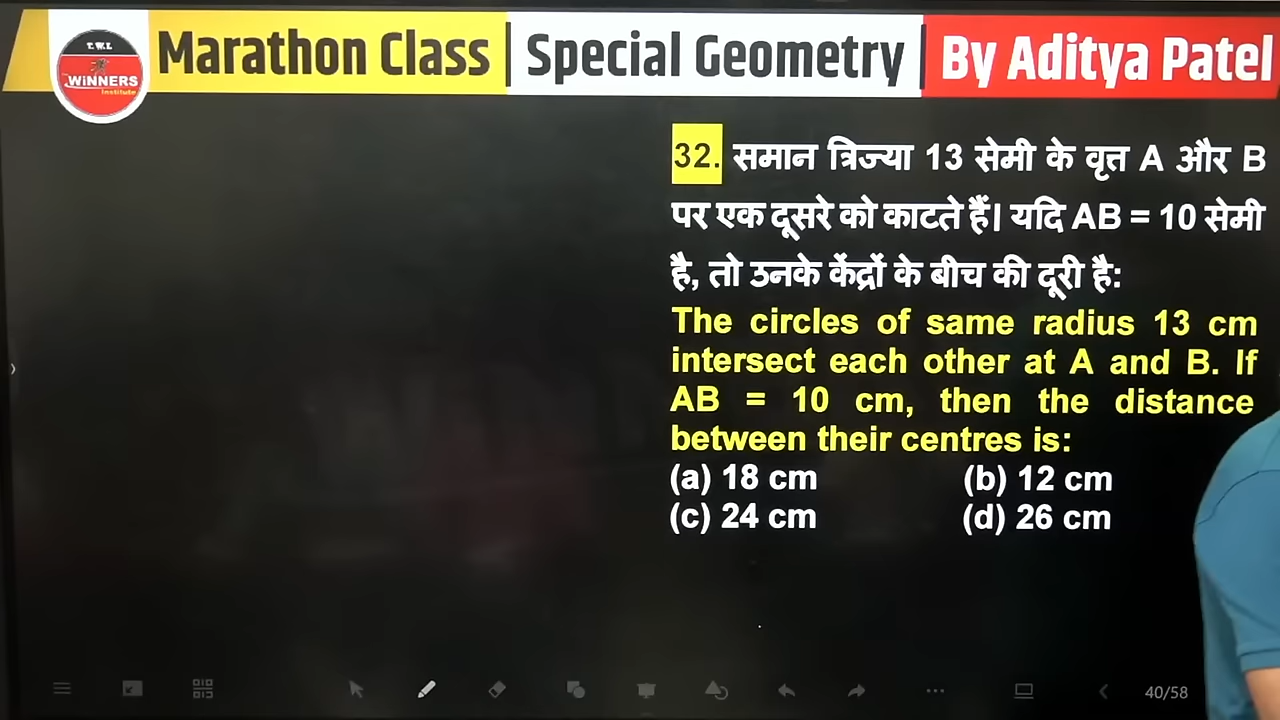 T.W.I.
The
WiNNERS
institute
Marathon Class | Special Geometry | By Aditya Patel
32. समान त्रिज्या 13 सेमी के वृत्त A और B
पर एक दूसरे को काटते हैं। यदि AB = 10 सेमी
है, तो उनके केंद्रों के बीच की दूरी है:
The circles of same radius 13 cm
intersect each other at A and B. If
AB = 10 cm, then the distance
between their centres is:
(a) 18 cm (b) 12 cm
(c) 24 cm (d) 26 cm
40/58